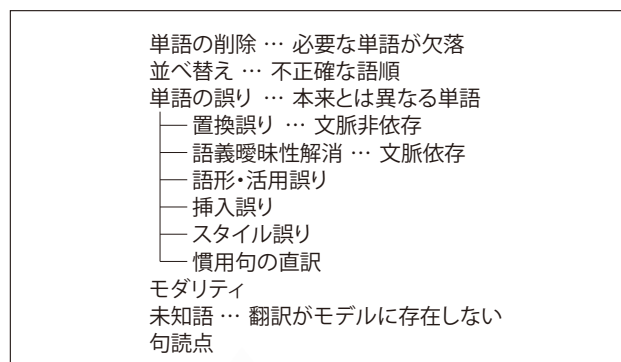 単語の削除 … 必要な単語が欠落
並べ替え … 不正確な語順
単語の誤り … 本来とは異なる単語
置換誤り … 文脈非依存
語義曖昧性解消 … 文脈依存
語形・活用誤り
挿入誤り
スタイル誤り
慣用句の直訳
モダリティ
未知語 … 翻訳がモデルに存在しない
句読点